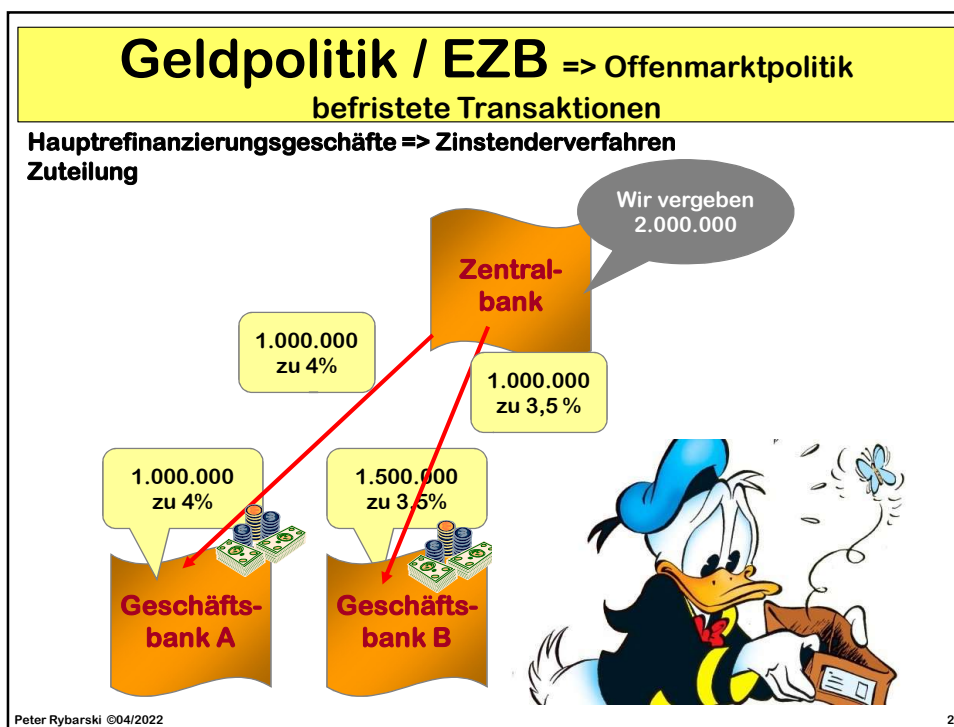 Geldpolitik / EZB => Offenmarktpolitik
befristete Transaktionen
Hauptrefinanzierungsgeschäfte => Zinstenderverfahren
Zuteilung
Wir vergeben
2.000.000
Zentral-
bank
1.000.000
zu 4%
1.000.000
zu 3,5 %
1.000.000
zu 4%
1.500.000
zu 3,5%
Geschäfts-
bank A
Geschäfts-
bank B
Peter Rybarski ©04/2022
2